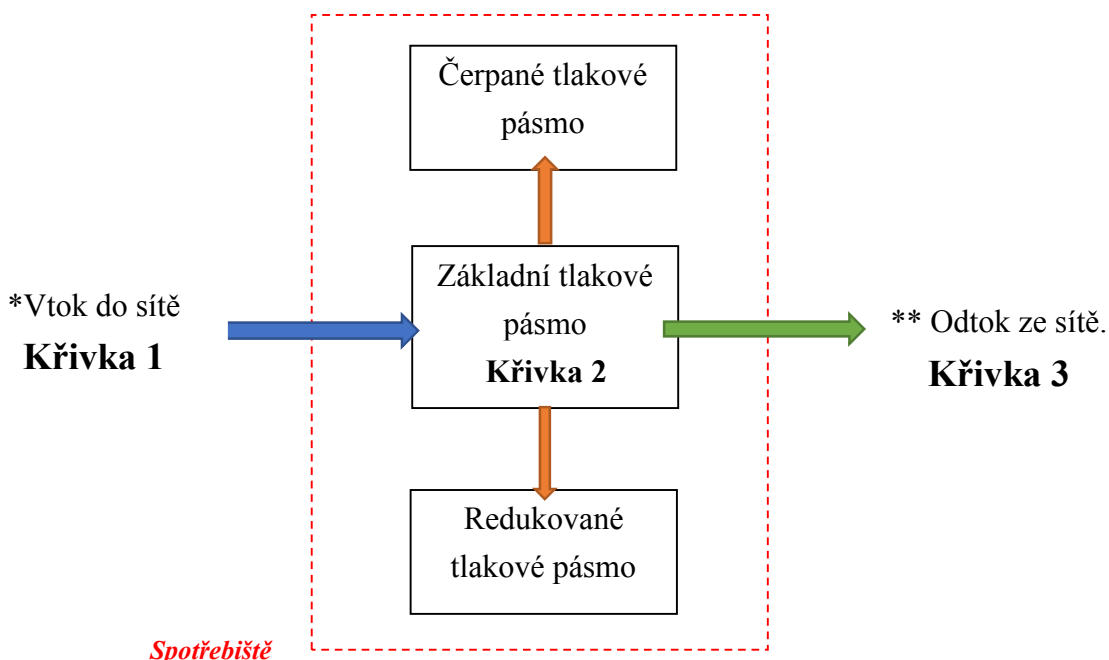 Čerpané tlakové
pásmo
*Vtok do sítě
Křivka 1
Základní tlakové
pásmo
Křivka 2
** Odtok ze sítě.
Křivka 3
Redukované
tlakové pásmo
Spotřebiště